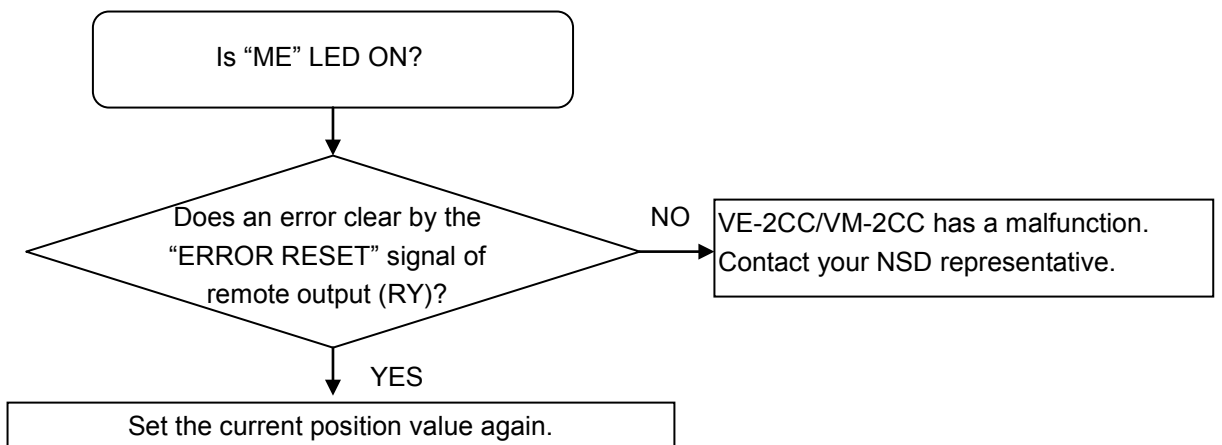 Is “ME” LED ON?
Does an error clear by the
“ERROR RESET” signal of
remote output (RY)?
NO
VE-2CC/VM-2CC has a malfunction.
Contact your NSD representative.
YES
Set the current position value again.